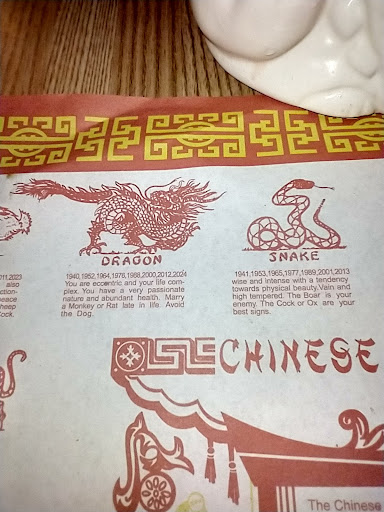 DRAGON
1940,1952,1964,1976,1988,2000,2012,2024
You are eccentric and your life com-
plex. You have a very passionate
nature and abundant health. Marry
a Monkey or Rat late in life. Avoid
the Dog.
SNAKE
1941,1953,1965,1977,1989,2001,2013
wise and intense with a tendency
towards physical beauty. Vain and
high tempered. The Boar is your
enemy. The Cock or Ox are your
best signs.
011,2023
also
ction-
peace
heep
Cock.
CHINESE
The Chinese